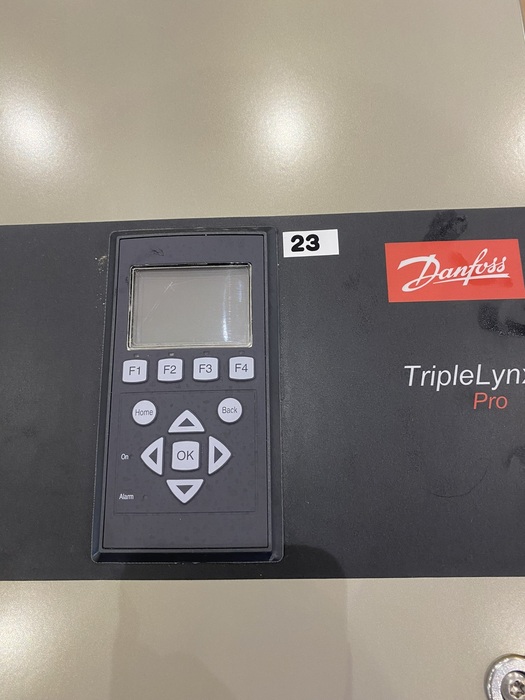 23
Danfoss
TripleLynx
Pro
F1 F2 F3 F4
Home Back
On OK
Alarm